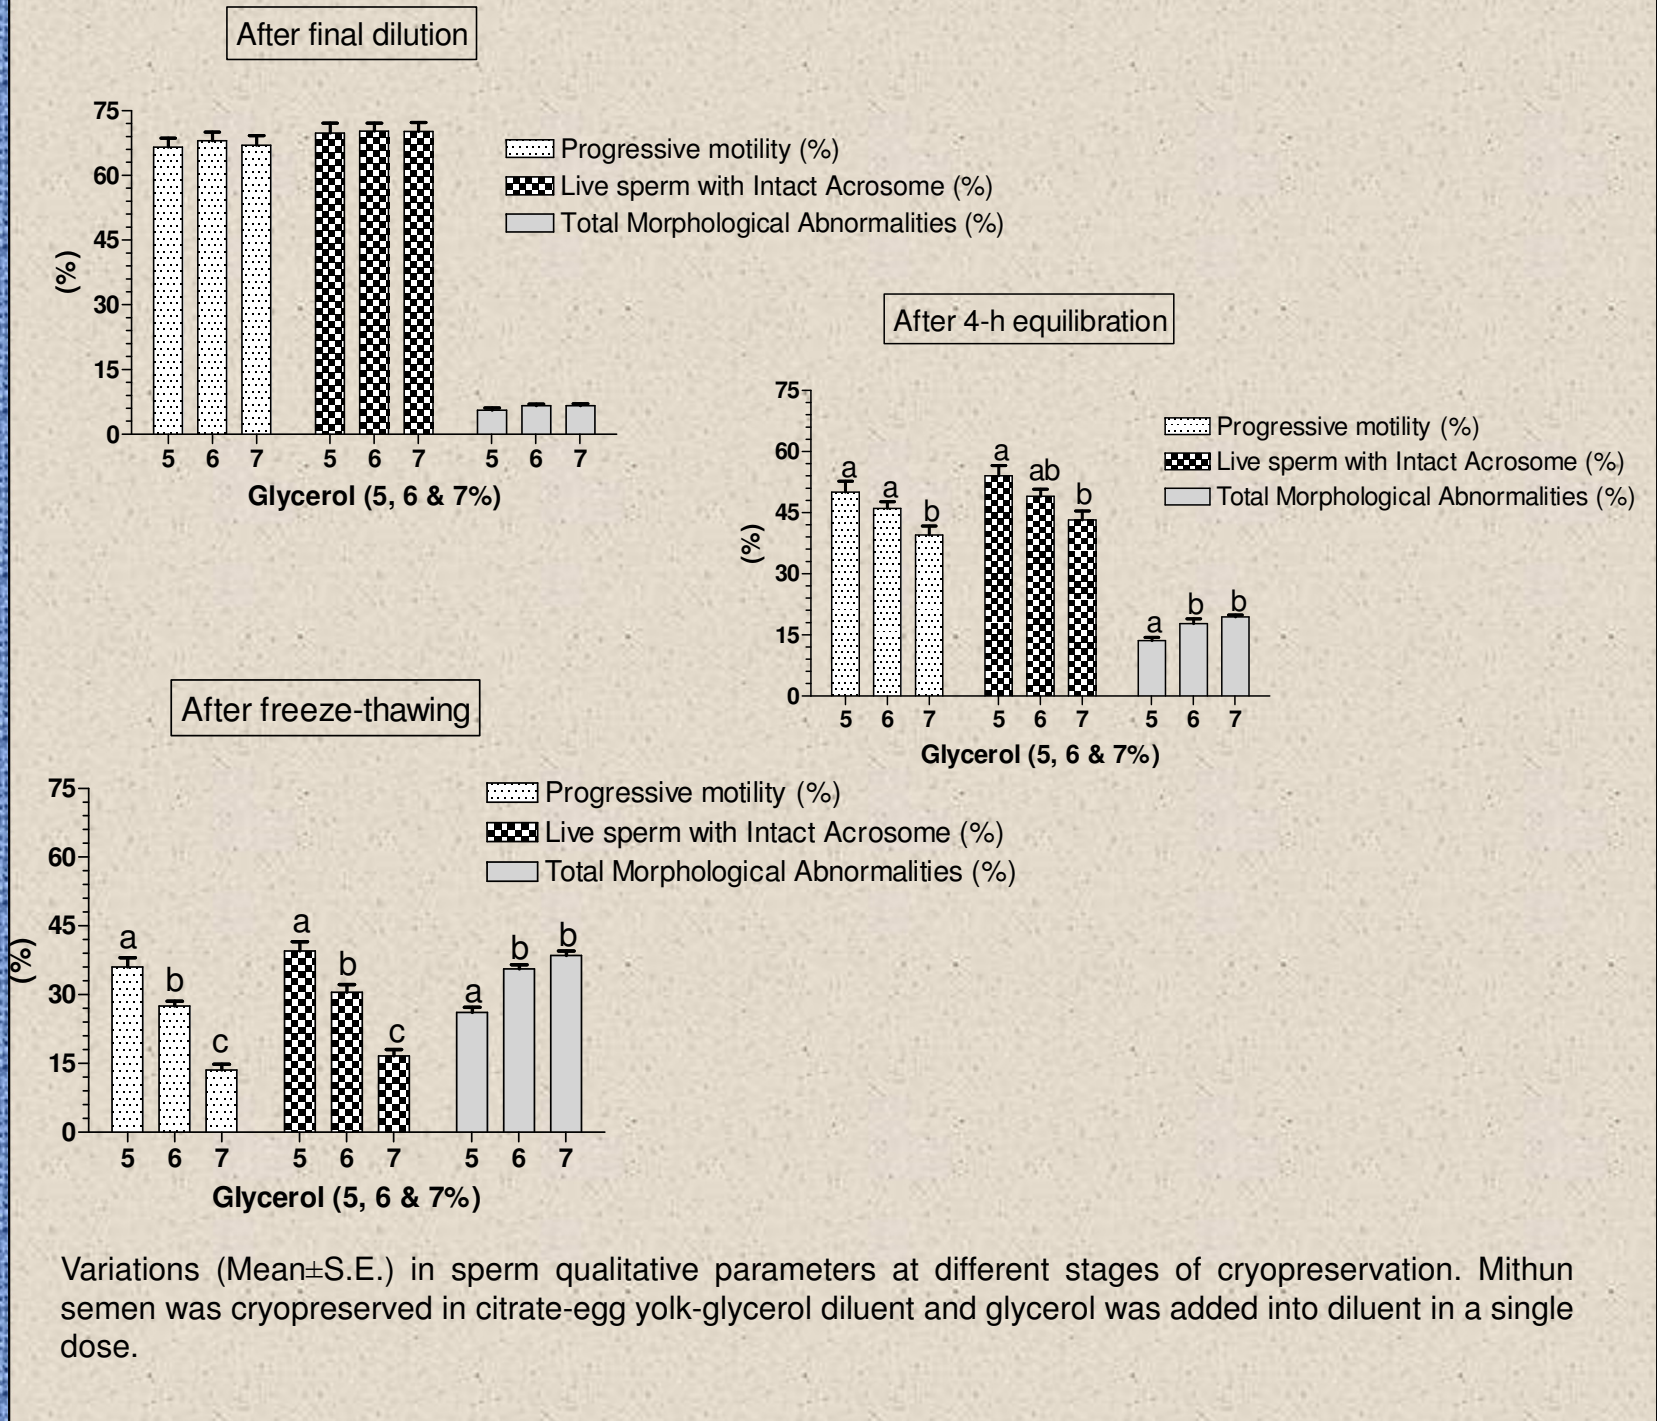 After final dilution
75
60
45
30
15
0
(%)
5 6 7 5 6 7 5 6 7
Glycerol (5, 6 & 7%)
Progressive motility (%)
Live sperm with Intact Acrosome (%)
Total Morphological Abnormalities (%)
After 4-h equilibration
75
60
45
30
15
0
(%)
a a b a ab b a b b
5 6 7 5 6 7 5 6 7
Glycerol (5, 6 & 7%)
Progressive motility (%)
Live sperm with Intact Acrosome (%)
Total Morphological Abnormalities (%)
After freeze-thawing
75
60
45
30
15
0
(%)
a b c a b c a b b
5 6 7 5 6 7 5 6 7
Glycerol (5, 6 & 7%)
Progressive motility (%)
Live sperm with Intact Acrosome (%)
Total Morphological Abnormalities (%)
Variations (Mean±S.E.) in sperm qualitative parameters at different stages of cryopreservation. Mithun
semen was cryopreserved in citrate-egg yolk-glycerol diluent and glycerol was added into diluent in a single
dose.